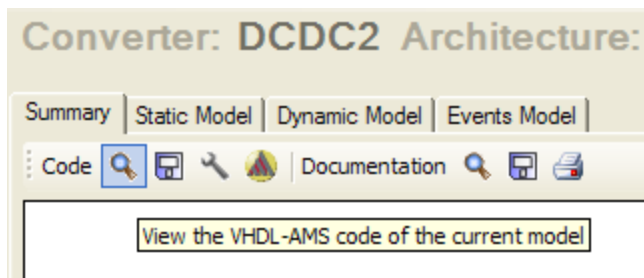 Converter: DCDC2 Architecture:
Summary Static Model Dynamic Model Events Model
Code Documentation
View the VHDL-AMS code of the current model